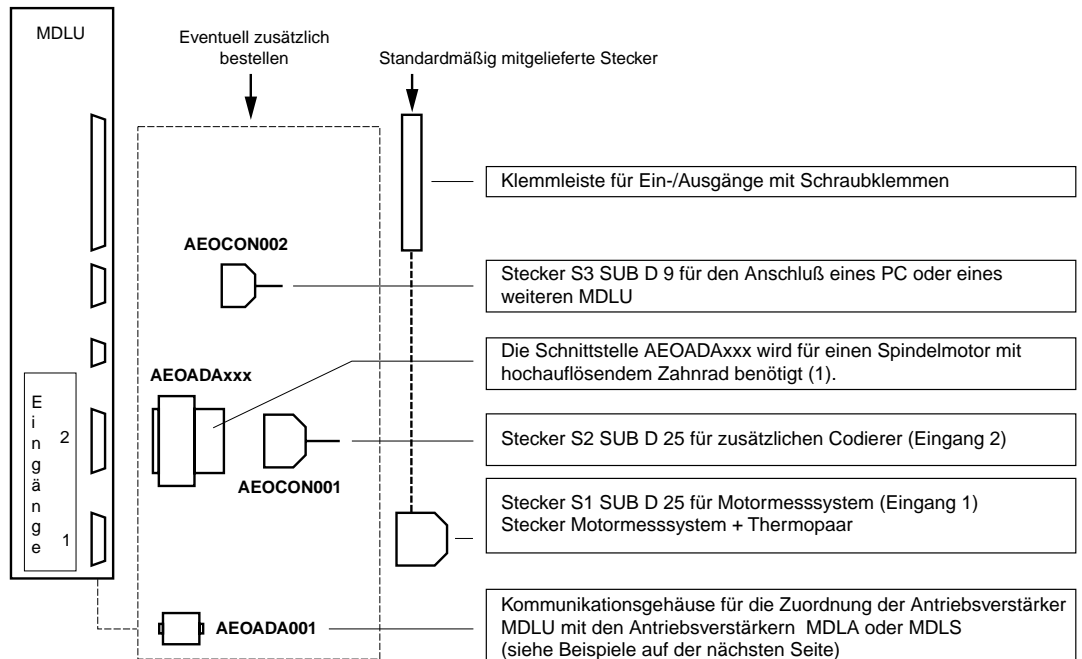 MDLU
Eventuell zusätzlich
bestellen
Standardmäßig mitgelieferte Stecker
Klemmleiste für Ein-/Ausgänge mit Schraubklemmen
AEOCON002
Stecker S3 SUB D 9 für den Anschluß eines PC oder eines
weiteren MDLU
Die Schnittstelle AEOADAxxx wird für einen Spindelmotor mit
hochauflösendem Zahnrad benötigt (1).
AEOADAxxx
Eingänge
2
1
Stecker S2 SUB D 25 für zusätzlichen Codierer (Eingang 2)
AEOCON001
Stecker S1 SUB D 25 für Motormesssystem (Eingang 1)
Stecker Motormesssystem + Thermopaar
AEOADA001
Kommunikationsgehäuse für die Zuordnung der Antriebsverstärker
MDLU mit den Antriebsverstärkern MDLA oder MDLS
(siehe Beispiele auf der nächsten Seite)